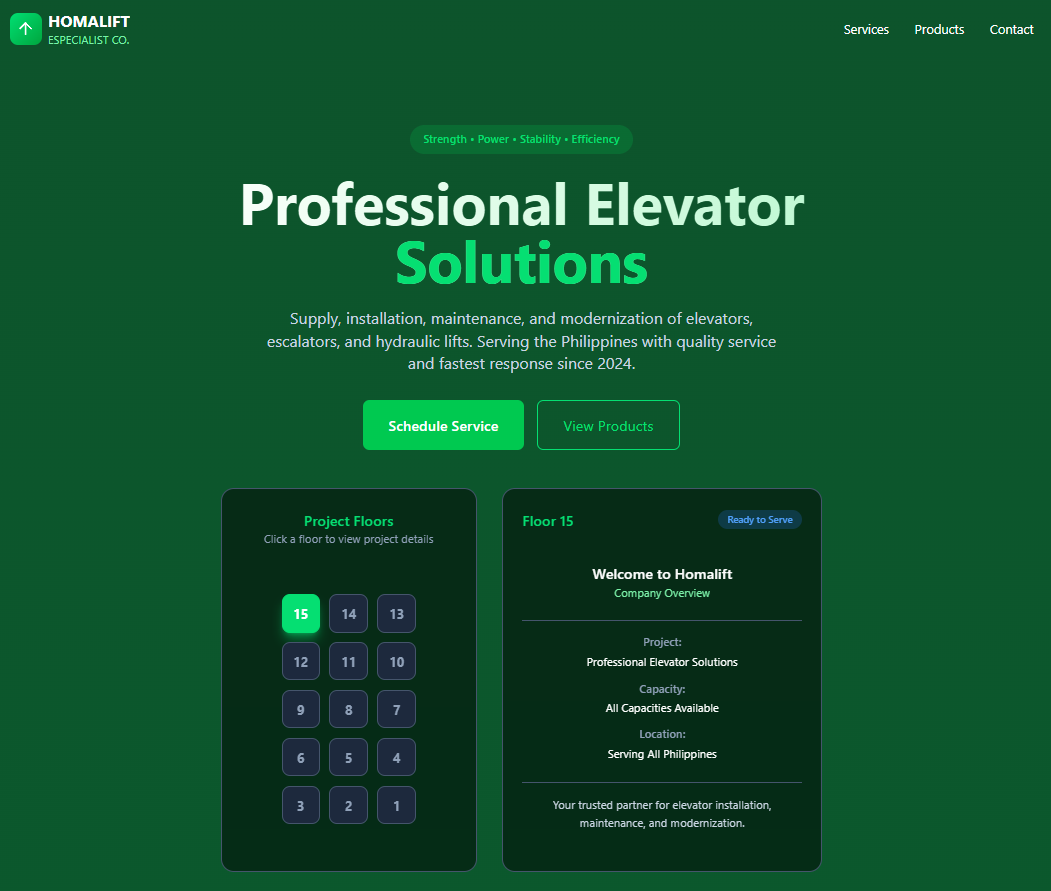 HOMALIFT
ESPECIALIST CO.
Services
Products
Contact
Strength • Power • Stability • Efficiency
Professional Elevator
Solutions
Supply, installation, maintenance, and modernization of elevators,
escalators, and hydraulic lifts. Serving the Philippines with quality service
and fastest response since 2024.
Schedule Service
View Products
Project Floors
Click a floor to view project details
15 14 13
12 11 10
9 8 7
6 5 4
3 2 1
Floor 15
Ready to Serve
Welcome to Homalift
Company Overview
Project:
Professional Elevator Solutions
Capacity:
All Capacities Available
Location:
Serving All Philippines
Your trusted partner for elevator installation,
maintenance, and modernization.